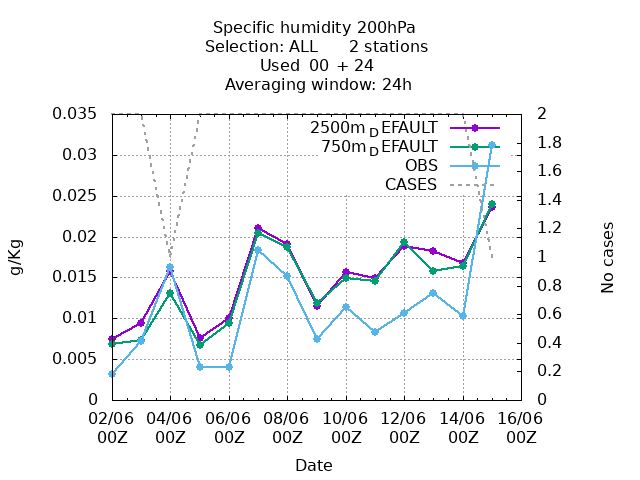 Specific humidity 200hPa
Selection: ALL      2 stations
Used  00  + 24
Averaging window: 24h
g/Kg
0.035
0.03
0.025
0.02
0.015
0.01
0.005
0
2500m_DEFAULT
750m_DEFAULT
OBS
CASES
2
1.8
1.6
1.4
1.2
1
0.8
0.6
0.4
0.2
0
No cases
02/06 04/06 06/06 08/06 10/06 12/06 14/06 16/06
00Z 00Z 00Z 00Z 00Z 00Z 00Z 00Z
Date